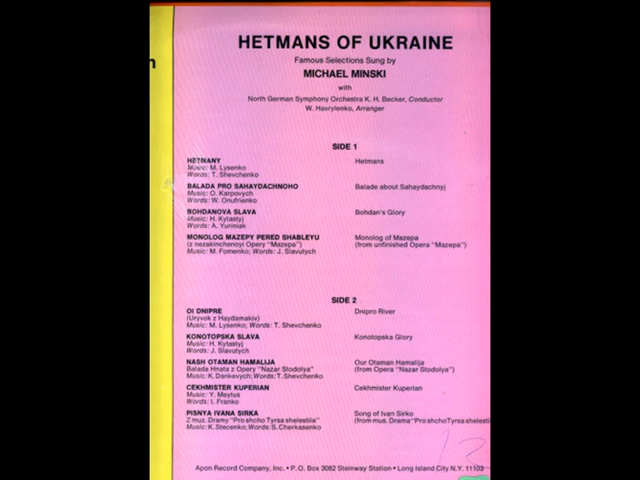 n
HETMANS OF UKRAINE
Famous Selections Sung by
MICHAEL MINSKI
with
North German Symphony Orchestra K. H. Becker, Conductor
W. Havrylenko, Arranger
SIDE 1
HETMANY Hetmans
Music: M. Lysenko
Words: T. Shevchenko
BALADA PRO SAHAYDACHNOHO Balade about Sahaydachnyj
Music: O. Karpovych
Words: W. Onufrienko
BOHDANOVA SLAVA Bohdan's Glory
Music: H. Kytastyj
Words: A. Yuriniak
MONOLOG MAZEPY PERED SHABLEYU Monolog of Mazepa
(z nezakinchenoyi Opery "Mazepa") (from unfinished Opera "Mazepa")
Music: M. Fomenko; Words: J. Slavutych
SIDE 2
OI DNIPRE Dnipro River
(Uryvok z Haydamakiv)
Music: M. Lysenko; Words: T. Shevchenko
KONOTOPSKA SLAVA Konotopska Glory
Music: H. Kytastyj
Words: J. Slavutych
NASH OTAMAN HAMALIJA Our Otaman Hamalija
Balada Hnata z Opery "Nazar Stodolya" (from Opera "Nazar Stodolya")
Music: K. Dankevych; Words: T. Shevchenko
CEKHMISTER KUPERIAN Cekhmister Kuperian
Music: Y. Meytus
Words: I. Franko
PISNYA IVANA SIRKA Song of Ivan Sirko
Z muz. Dramy "Pro shcho Tyrsa shelestila" (from mus. Drama "Pro shcho Tyrsa shelesti
Music: K. Stecenko; Words: S. Cherkasenko
Apon Record Company, Inc. • P.O. Box 3082 Steinway Station • Long Island City N.Y. 11103